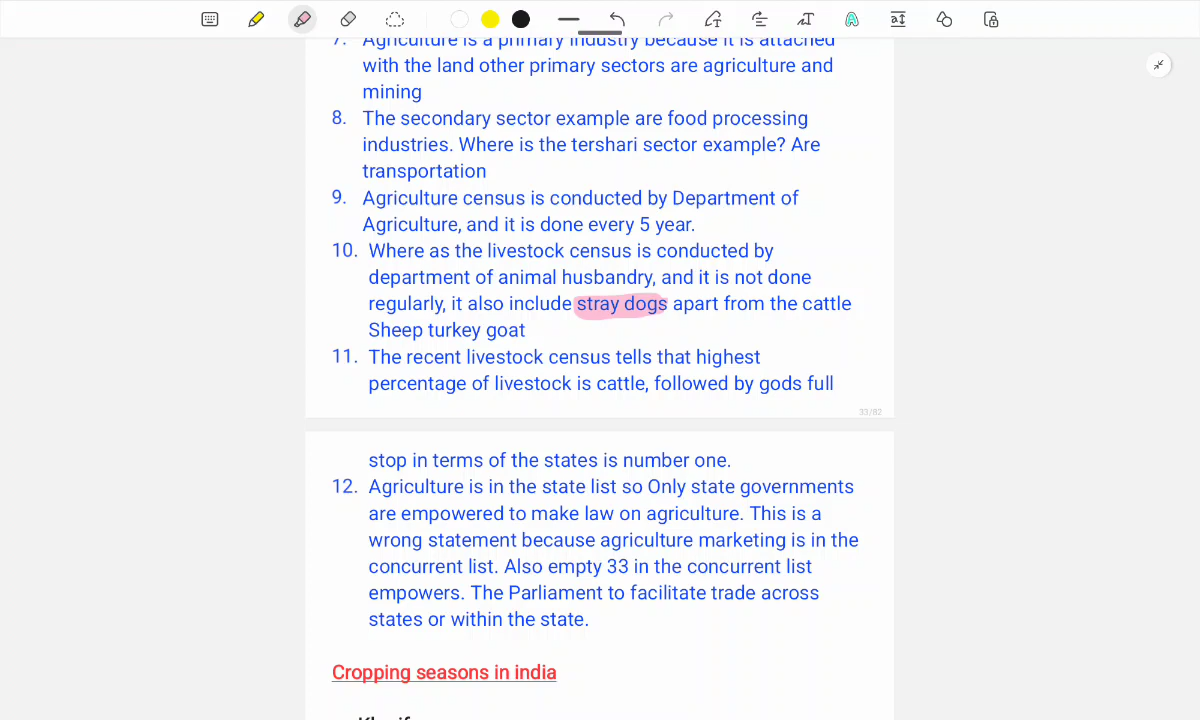 7. Agriculture is a primary industry because it is attached
with the land other primary sectors are agriculture and
mining
8. The secondary sector example are food processing
industries. Where is the tershari sector example? Are
transportation
9. Agriculture census is conducted by Department of
Agriculture, and it is done every 5 year.
10. Where as the livestock census is conducted by
department of animal husbandry, and it is not done
regularly, it also include stray dogs apart from the cattle
Sheep turkey goat
11. The recent livestock census tells that highest
percentage of livestock is cattle, followed by gods full
33/82
stop in terms of the states is number one.
12. Agriculture is in the state list so Only state governments
are empowered to make law on agriculture. This is a
wrong statement because agriculture marketing is in the
concurrent list. Also empty 33 in the concurrent list
empowers. The Parliament to facilitate trade across
states or within the state.
Cropping seasons in india